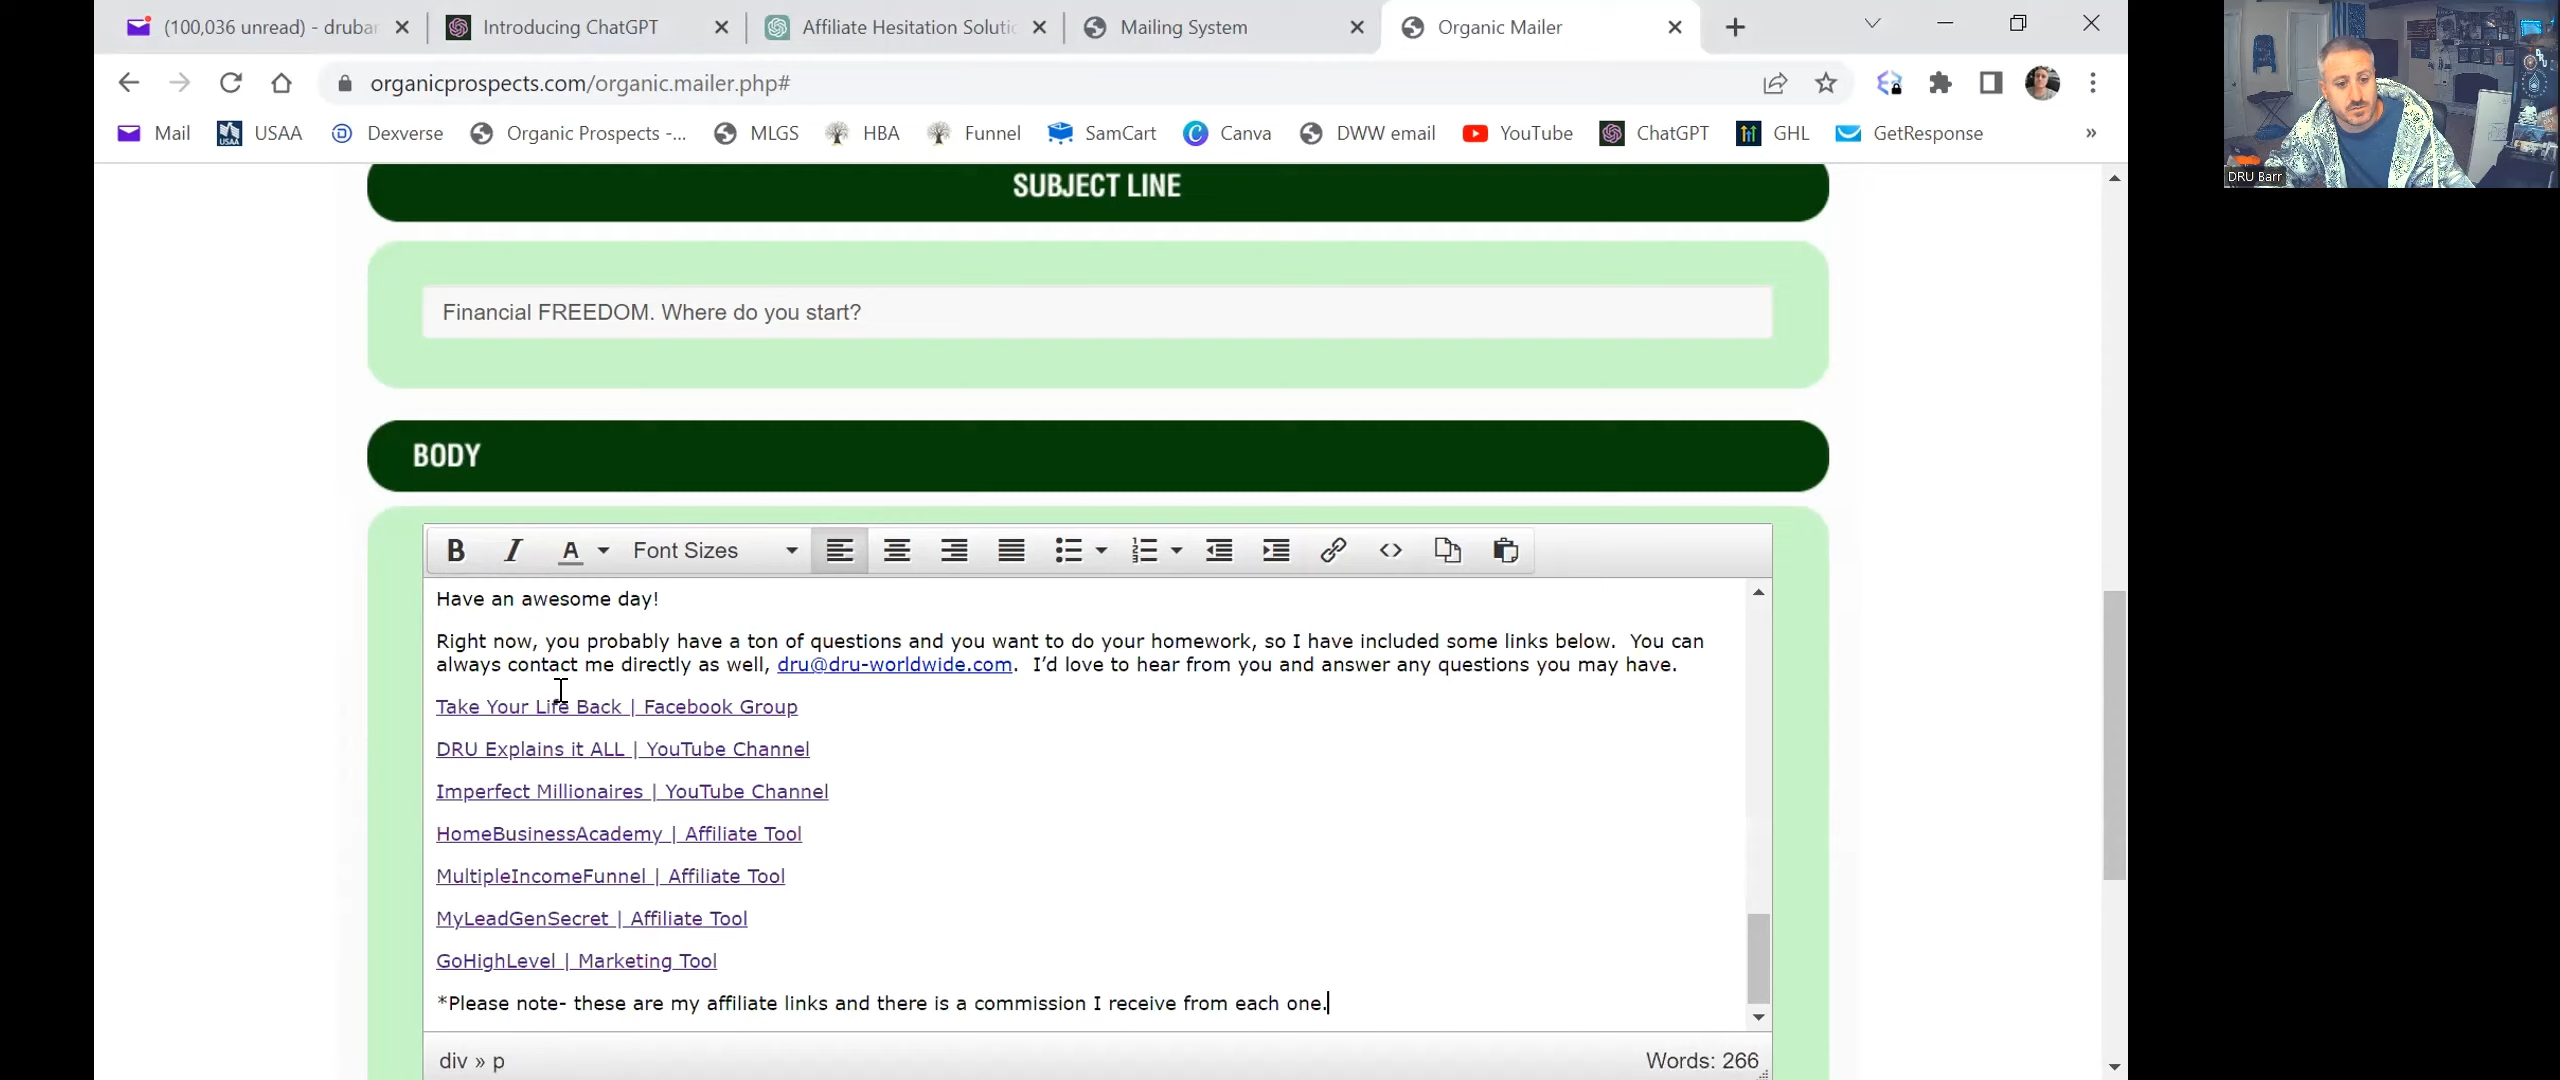 (100,036 unread) - drubar
Introducing ChatGPT
Affiliate Hesitation Solutic
Mailing System
Organic Mailer
organicprospects.com/organic.mailer.php#
Mail
USAA
Dexverse
Organic Prospects -...
MLGS
HBA
Funnel
SamCart
Canva
DWW email
YouTube
ChatGPT
GHL
GetResponse
»
DRU Barr
SUBJECT LINE
Financial FREEDOM. Where do you start?
BODY
B I A Font Sizes
Have an awesome day!
Right now, you probably have a ton of questions and you want to do your homework, so I have included some links below. You can
always contact me directly as well, dru@dru-worldwide.com. I’d love to hear from you and answer any questions you may have.
Take Your Life Back | Facebook Group
DRU Explains it ALL | YouTube Channel
Imperfect Millionaires | YouTube Channel
HomeBusinessAcademy | Affiliate Tool
MultipleIncomeFunnel | Affiliate Tool
MyLeadGenSecret | Affiliate Tool
GoHighLevel | Marketing Tool
*Please note- these are my affiliate links and there is a commission I receive from each one.
div » p
Words: 266